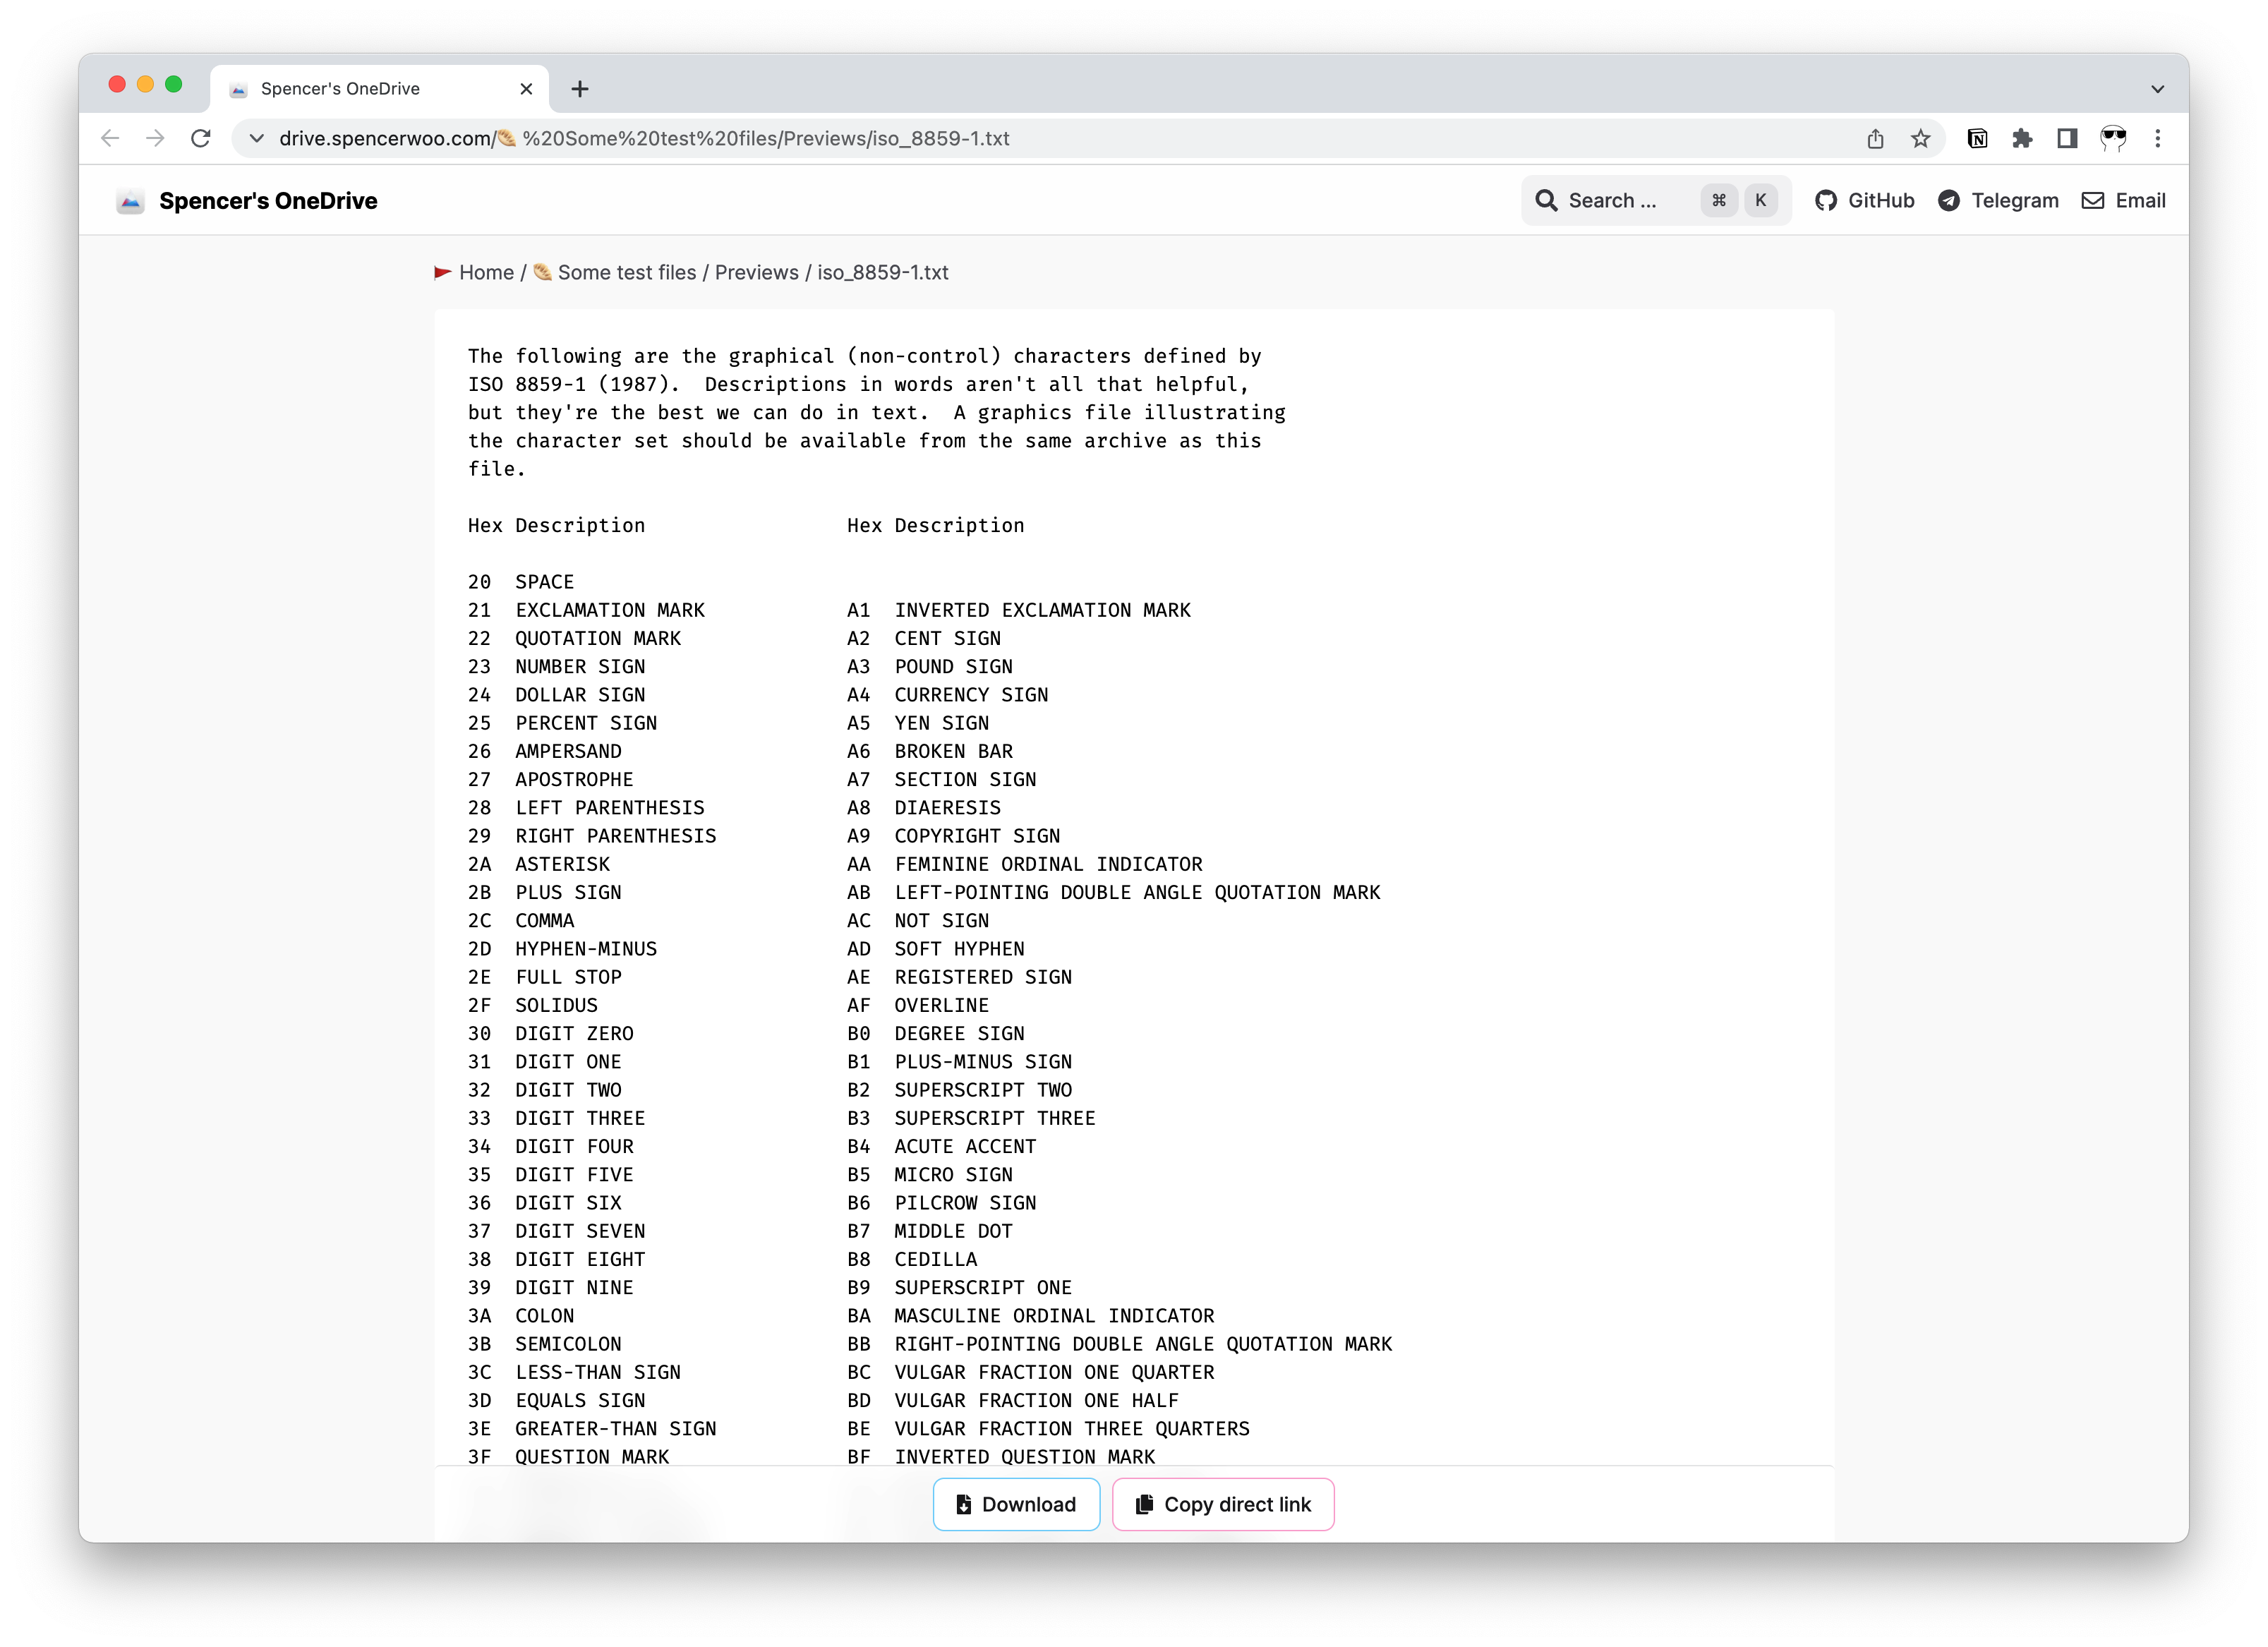 Spencer's OneDrive
drive.spencerwoo.com/🥖%20Some%20test%20files/Previews/iso_8859-1.txt
Spencer's OneDrive
Search ... ⌘ K GitHub Telegram Email
Home / 🥖 Some test files / Previews / iso_8859-1.txt
The following are the graphical (non-control) characters defined by
ISO 8859-1 (1987).  Descriptions in words aren't all that helpful,
but they're the best we can do in text.  A graphics file illustrating
the character set should be available from the same archive as this
file.
Hex Description                 Hex Description
20  SPACE
21  EXCLAMATION MARK            A1  INVERTED EXCLAMATION MARK
22  QUOTATION MARK              A2  CENT SIGN
23  NUMBER SIGN                 A3  POUND SIGN
24  DOLLAR SIGN                 A4  CURRENCY SIGN
25  PERCENT SIGN                A5  YEN SIGN
26  AMPERSAND                   A6  BROKEN BAR
27  APOSTROPHE                  A7  SECTION SIGN
28  LEFT PARENTHESIS            A8  DIAERESIS
29  RIGHT PARENTHESIS           A9  COPYRIGHT SIGN
2A  ASTERISK                    AA  FEMININE ORDINAL INDICATOR
2B  PLUS SIGN                   AB  LEFT-POINTING DOUBLE ANGLE QUOTATION MARK
2C  COMMA                       AC  NOT SIGN
2D  HYPHEN-MINUS                AD  SOFT HYPHEN
2E  FULL STOP                   AE  REGISTERED SIGN
2F  SOLIDUS                     AF  OVERLINE
30  DIGIT ZERO                  B0  DEGREE SIGN
31  DIGIT ONE                   B1  PLUS-MINUS SIGN
32  DIGIT TWO                   B2  SUPERSCRIPT TWO
33  DIGIT THREE                 B3  SUPERSCRIPT THREE
34  DIGIT FOUR                  B4  ACUTE ACCENT
35  DIGIT FIVE                  B5  MICRO SIGN
36  DIGIT SIX                   B6  PILCROW SIGN
37  DIGIT SEVEN                 B7  MIDDLE DOT
38  DIGIT EIGHT                 B8  CEDILLA
39  DIGIT NINE                  B9  SUPERSCRIPT ONE
3A  COLON                       BA  MASCULINE ORDINAL INDICATOR
3B  SEMICOLON                   BB  RIGHT-POINTING DOUBLE ANGLE QUOTATION MARK
3C  LESS-THAN SIGN              BC  VULGAR FRACTION ONE QUARTER
3D  EQUALS SIGN                 BD  VULGAR FRACTION ONE HALF
3E  GREATER-THAN SIGN           BE  VULGAR FRACTION THREE QUARTERS
3F  QUESTION MARK               BF  INVERTED QUESTION MARK
Download Copy direct link